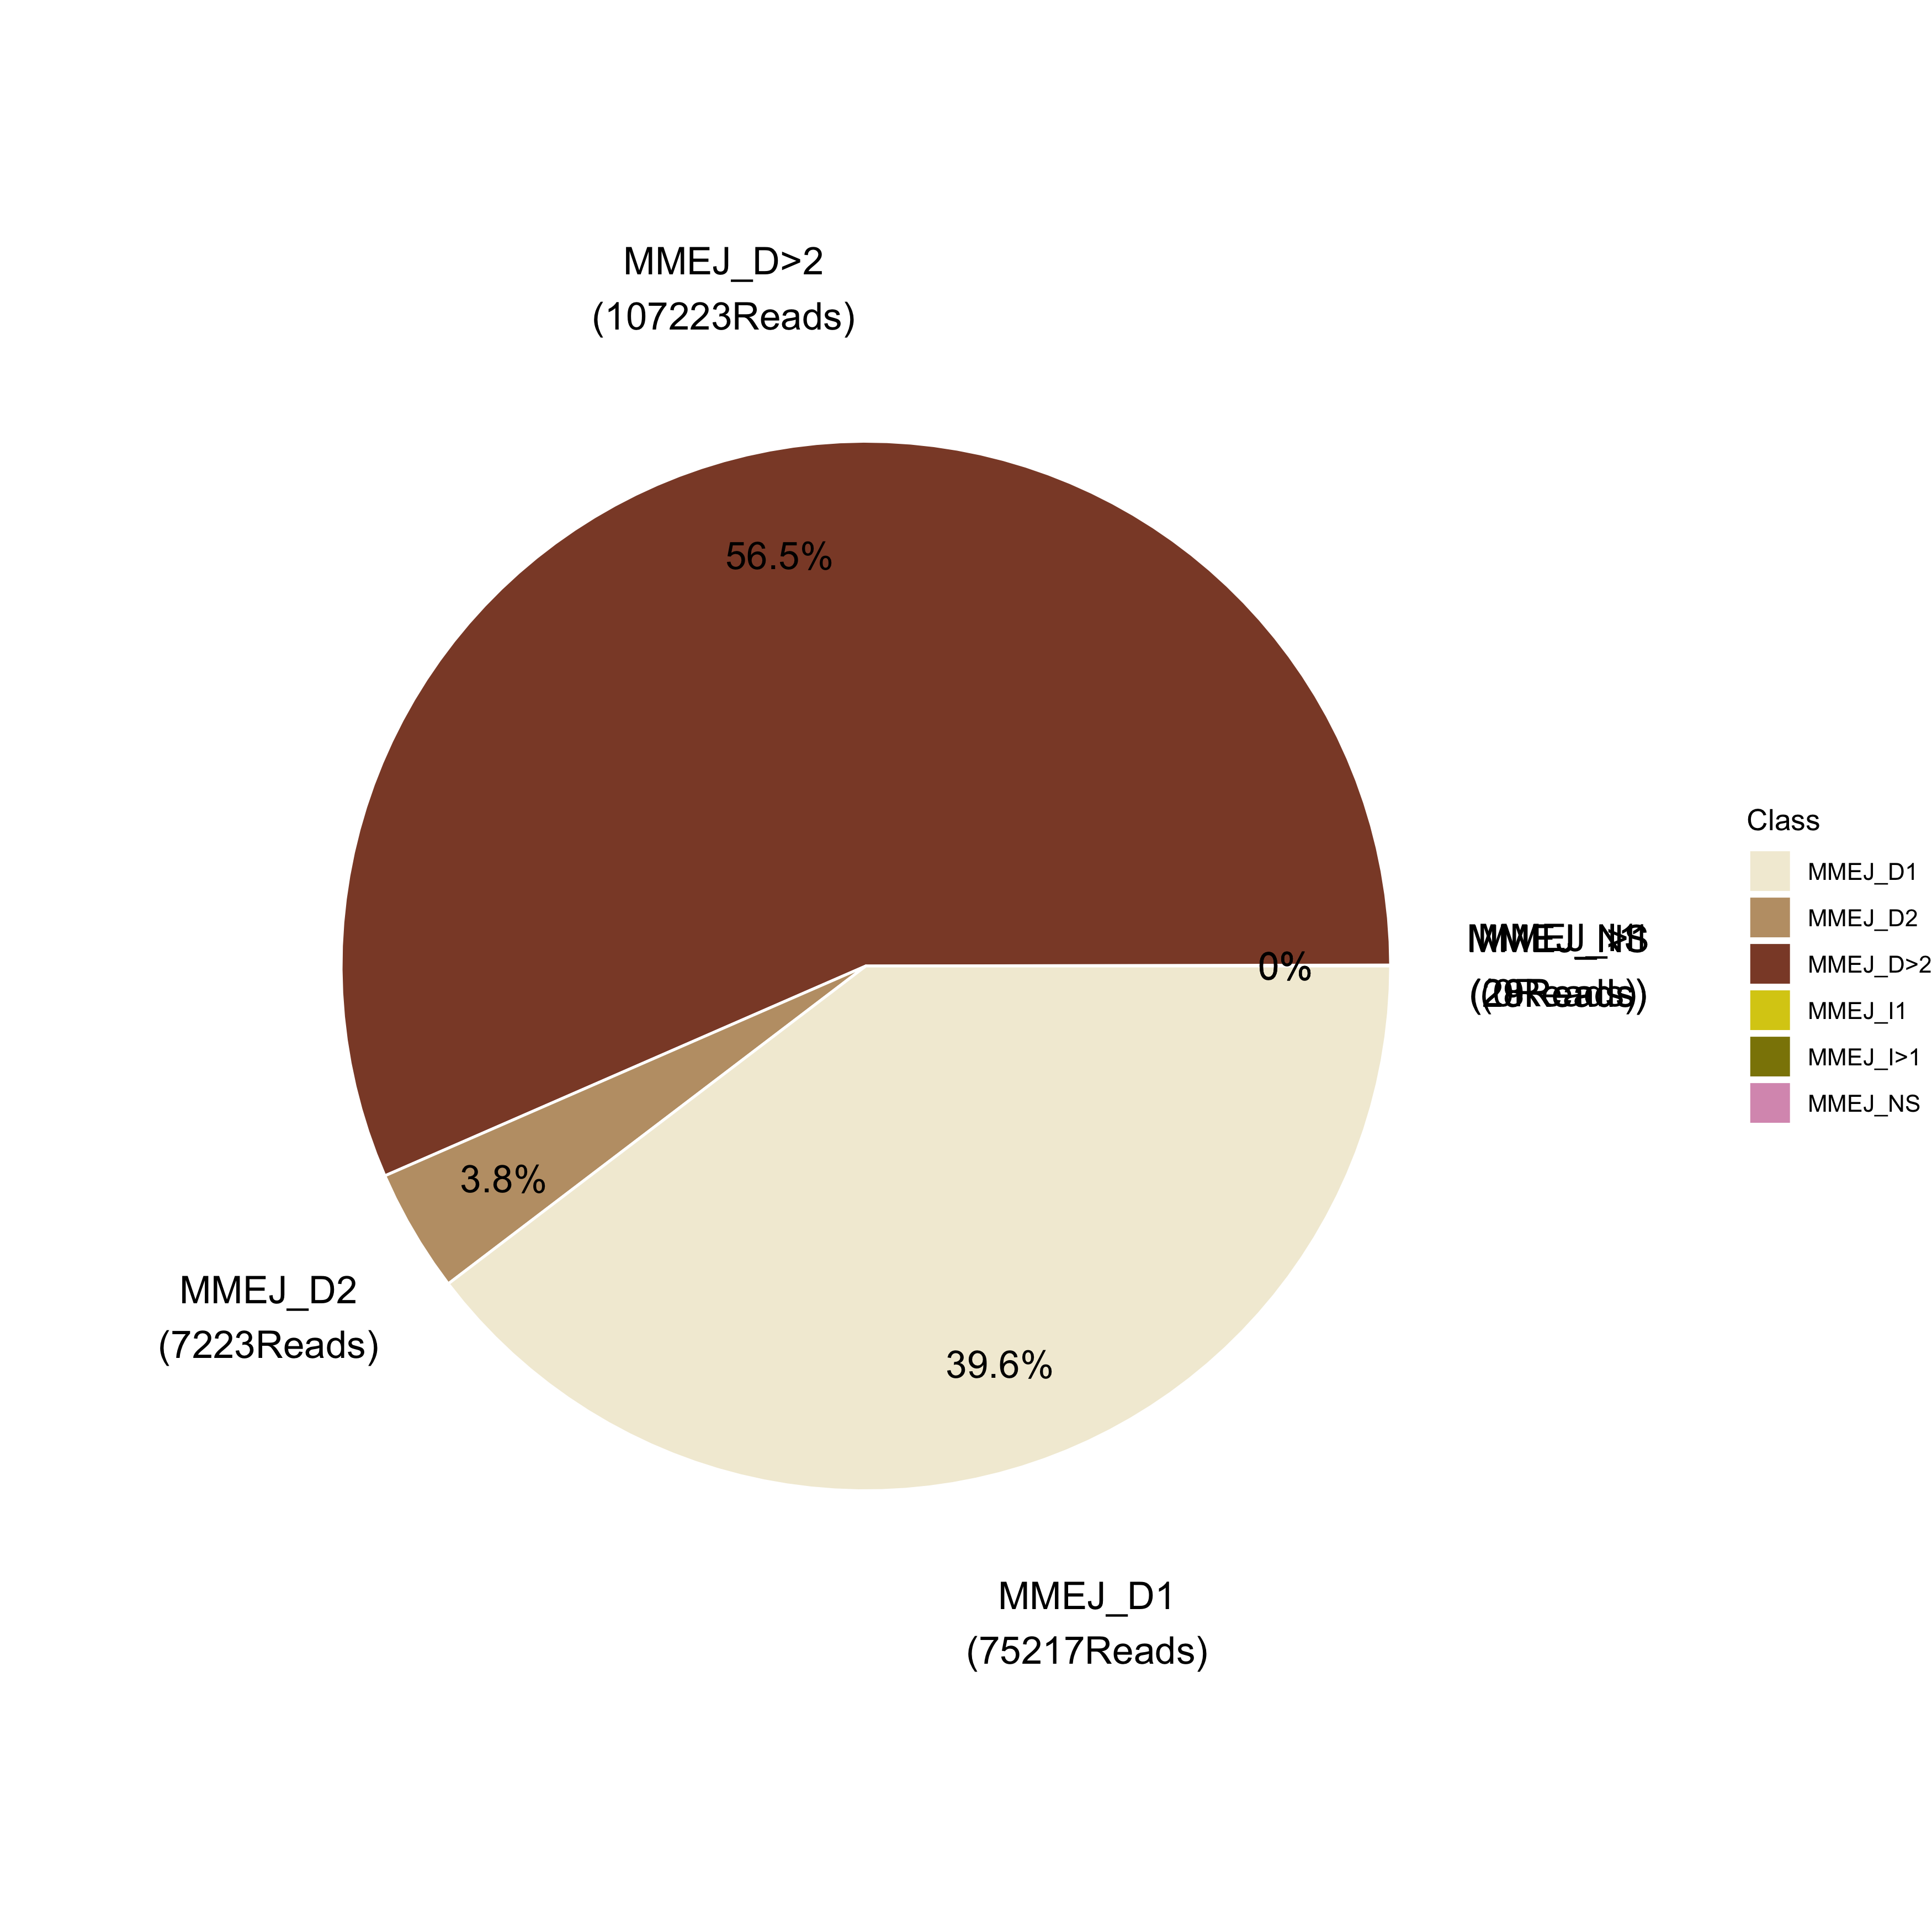 MMEJ_D>2
(107223Reads)
56.5%
0%
3.8%
MMEJ_D2
(7223Reads)
39.6%
MMEJ_D1
(75217Reads)
Class
MMEJ_D1
MMEJ_D2
MMEJ_D>2
MMEJ_I1
MMEJ_I>1
MMEJ_NS